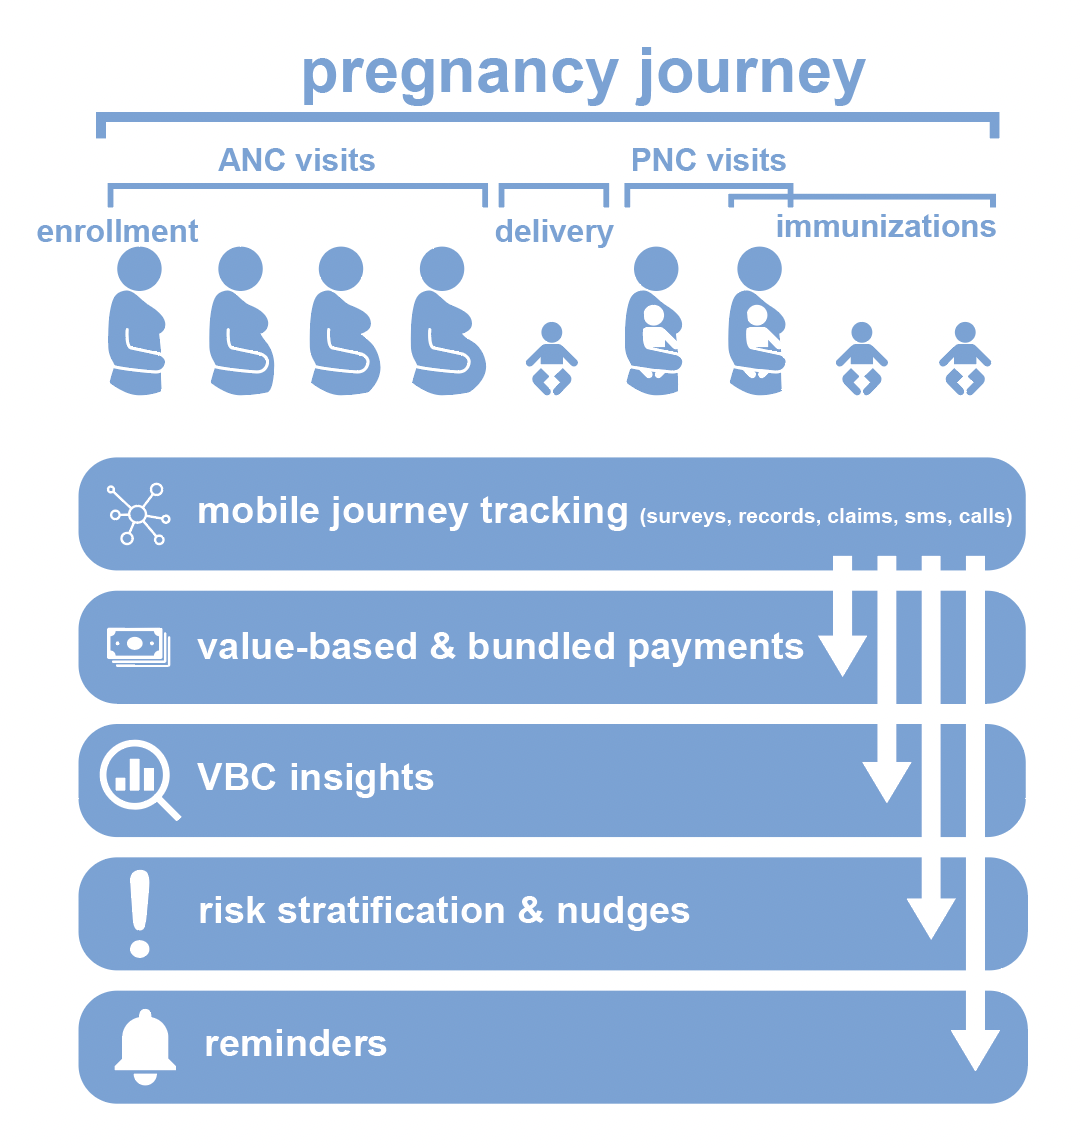 pregnancy journey
ANC visits
PNC visits
enrollment
delivery
immunizations
mobile journey tracking (surveys, records, claims, sms, calls)
value-based & bundled payments
VBC insights
risk stratification & nudges
reminders